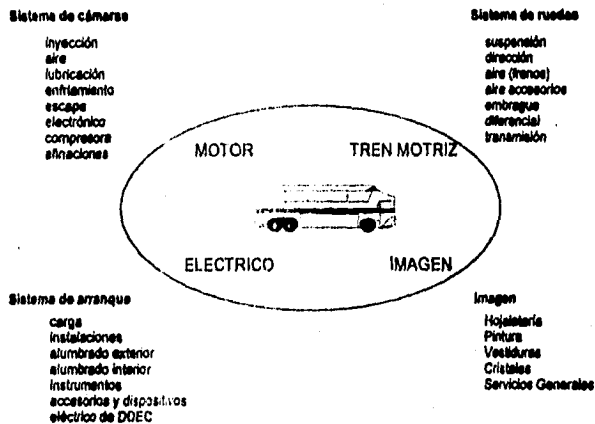 Sistema de cámaras
inyección
aire
lubricación
enfriamiento
escape
electrónico
compresora
afinaciones
Sistema de ruedas
suspensión
dirección
aire (frenos)
aire accesorios
embrague
diferencial
transmisión
MOTOR
TREN MOTRIZ
ELECTRICO
IMAGEN
Sistema de arranque
carga
instalaciones
alumbrado exterior
alumbrado interior
instrumentos
accesorios y dispositivos
eléctrico de DDEC
Imagen
Hojalatería
Pintura
Vestiduras
Cristales
Servicios Generales